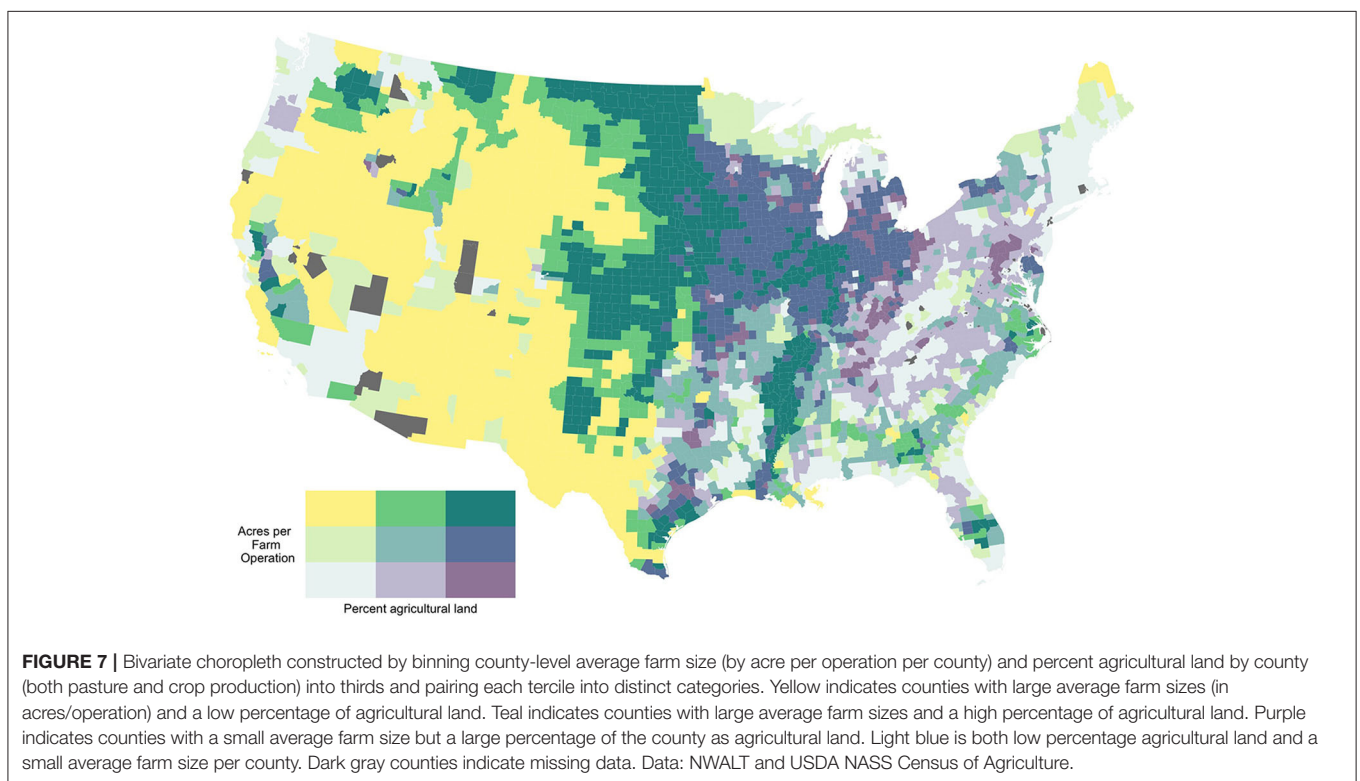 Acres per
Farm
Operation
Percent agricultural land
FIGURE 7 | Bivariate choropleth constructed by binning county-level average farm size (by acre per operation per county) and percent agricultural land by county
(both pasture and crop production) into thirds and pairing each tercile into distinct categories. Yellow indicates counties with large average farm sizes (in
acres/operation) and a low percentage of agricultural land. Teal indicates counties with large average farm sizes and a high percentage of agricultural land. Purple
indicates counties with a small average farm size but a large percentage of the county as agricultural land. Light blue is both low percentage agricultural land and a
small average farm size per county. Dark gray counties indicate missing data. Data: NWALT and USDA NASS Census of Agriculture.